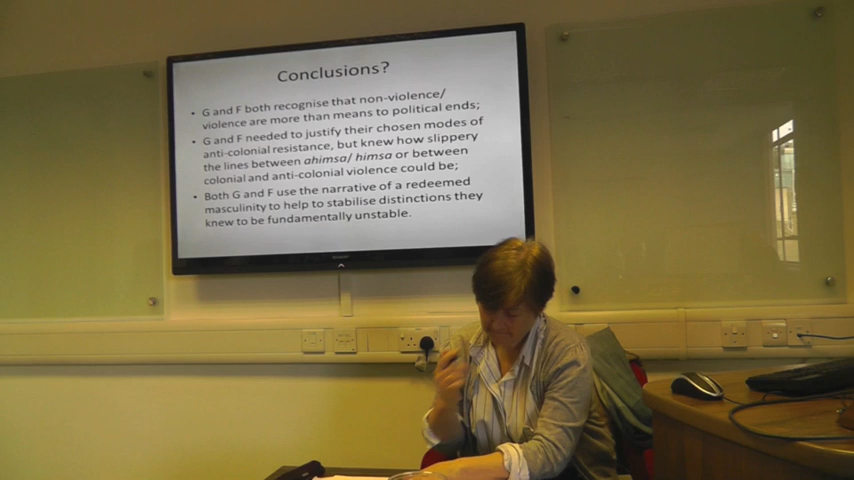 Conclusions?
• G and F both recognise that non-violence/
violence are more than means to political ends;
• G and F needed to justify their chosen modes of
anti-colonial resistance, but knew how slippery
the lines between ahimsa/ himsa or between
colonial and anti-colonial violence could be;
• Both G and F use the narrative of a redeemed
masculinity to help to stabilise distinctions they
knew to be fundamentally unstable.